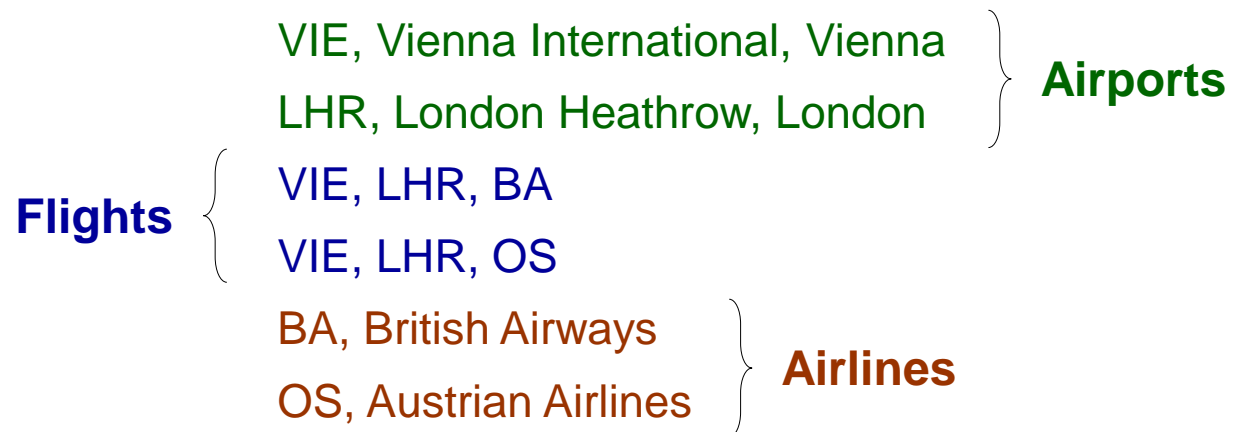 VIE, Vienna International, Vienna
LHR, London Heathrow, London
Airports
Flights
VIE, LHR, BA
VIE, LHR, OS
BA, British Airways
OS, Austrian Airlines
Airlines